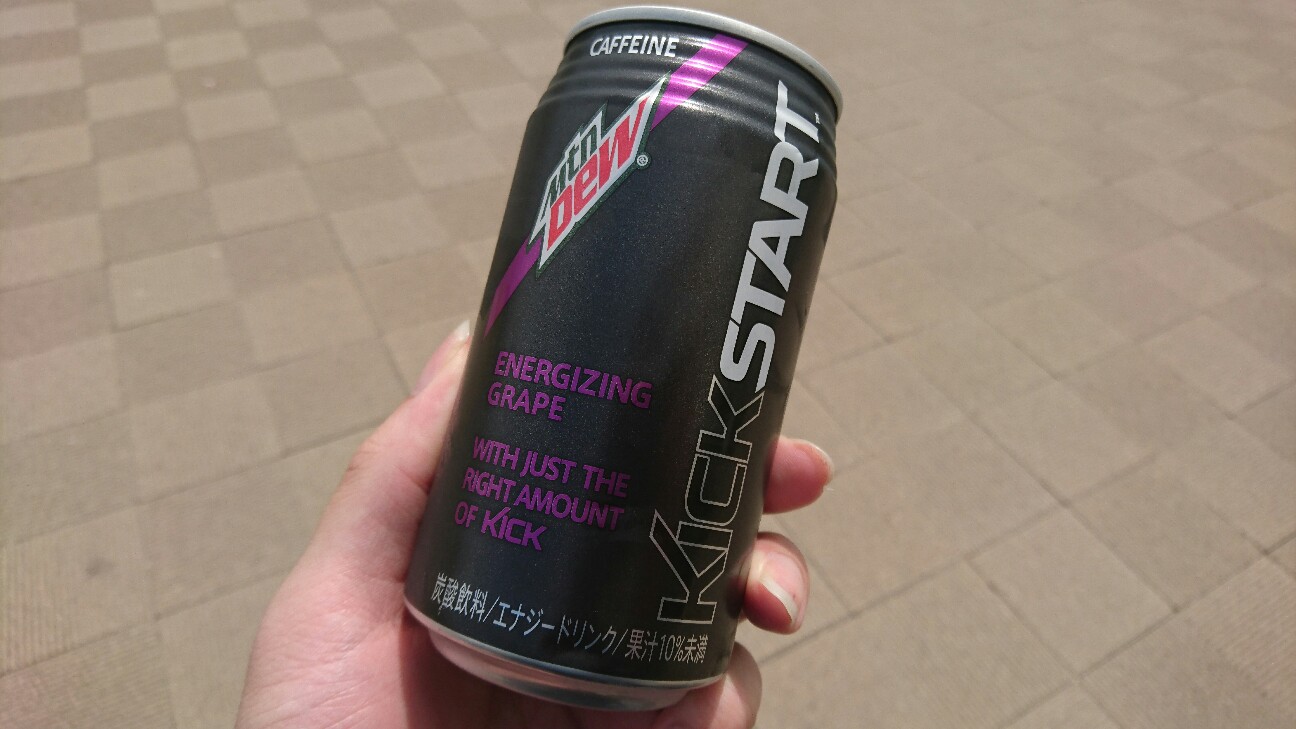 CAFFEINE
Mtn
Dew®
KICKSTART™
ENERGIZING
GRAPE
WITH JUST THE
RIGHT AMOUNT
OF KICK
炭酸飲料/エナジードリンク/果汁10%未満